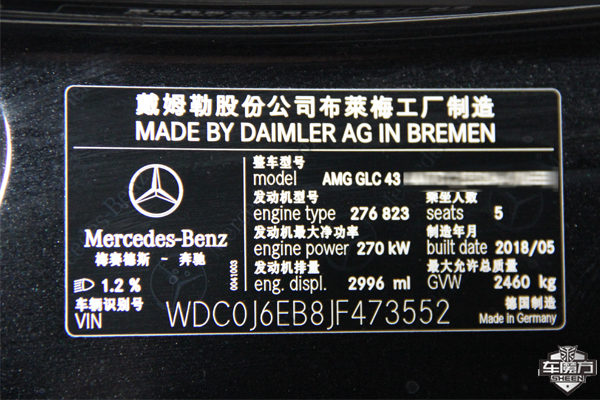 戴姆勒股份公司布莱梅工厂制造
MADE BY DAIMLER AG IN BREMEN
整车型号
model AMG GLC 43
发动机型号 乘坐人数
engine type 276 823 seats 5
发动机最大净功率 制造年月
engine power 270 kW built date 2018/05
发动机排量 最大允许总质量
eng. displ. 2996 ml GVW 2460 kg
Mercedes-Benz
梅赛德斯 - 奔驰
0041003
1.2 %
车辆识别号
VIN WDC0J6EB8JF473552
德国制造
Made in Germany
车魔方
SHEEN